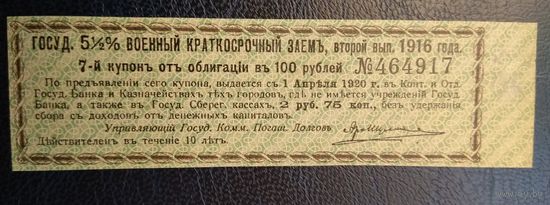 ГОСУД. 5½% ВОЕННЫЙ КРАТКОСРОЧНЫЙ ЗАЕМЪ, второй вып. 1916 года.
7-й купонъ отъ облигаціи въ 100 рублей №464917
По предъявленіи сего купона, выдается съ 1 Апрѣля 1920 г. въ Конт. и Отд.
Госуд. Банка и Казначействахъ тѣхъ городовъ, гдѣ не имѣется учрежденій Госуд.
Банка, а также въ Госуд. Сберег. кассахъ, 2 руб. 75 коп., безъ удержанія
сбора съ доходовъ отъ денежныхъ капиталовъ.
Управляющій Госуд. Комм. Погаш. Долговъ
Дѣйствителенъ въ теченіе 10 лѣтъ.